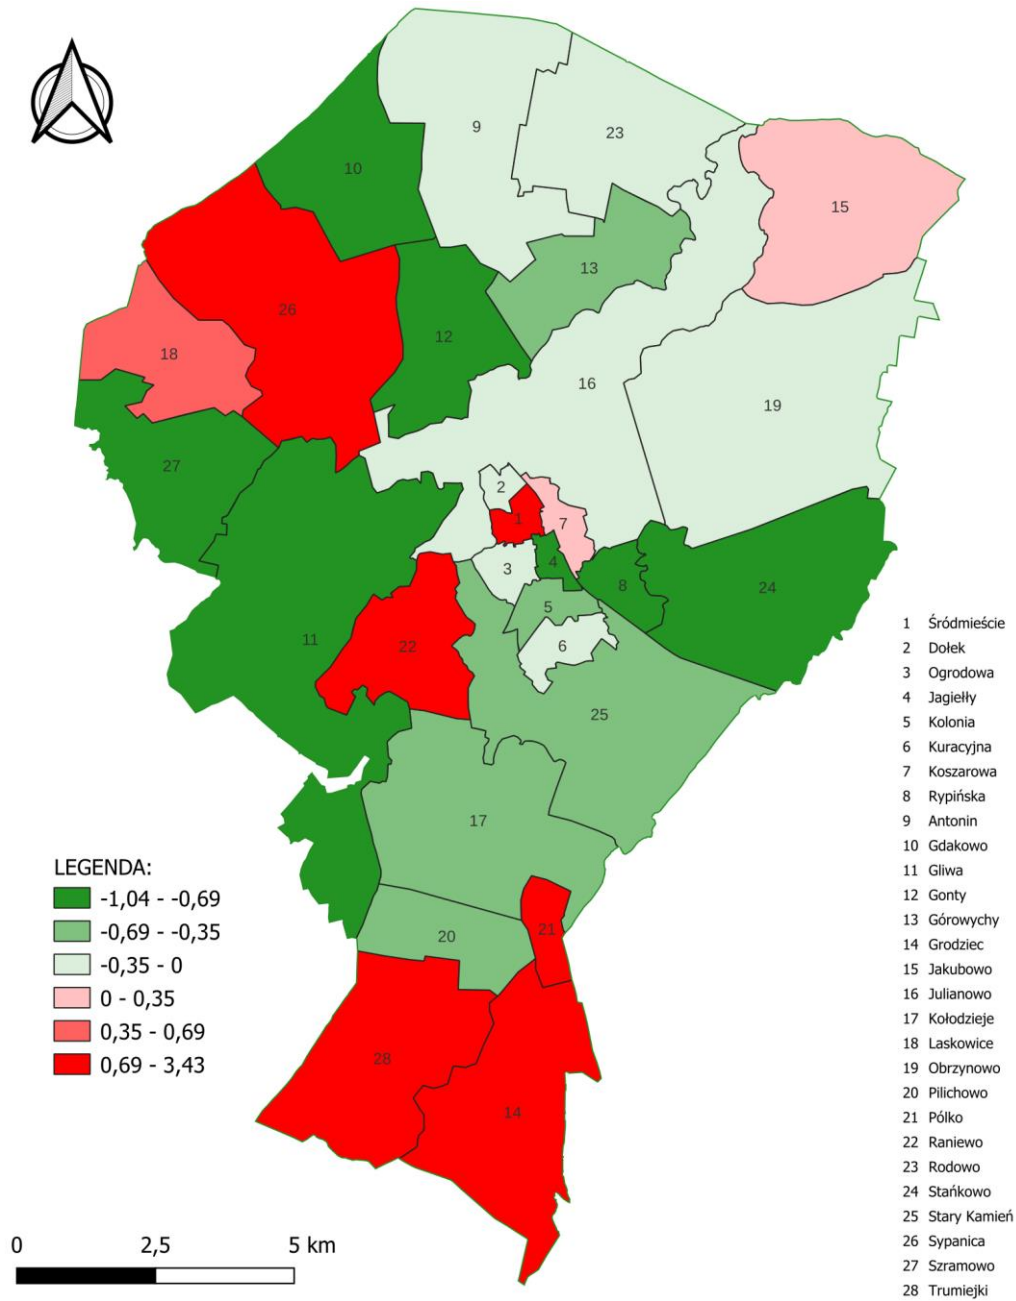 9
23
10
15
13
26
12
18
16
19
27
2
1
7
3
4
8
24
5
11
22
6
25
17
21
20
28
14
LEGENDA:
-1,04 - -0,69
-0,69 - -0,35
-0,35 - 0
0 - 0,35
0,35 - 0,69
0,69 - 3,43
0 2,5 5 km
1 Śródmieście
2 Dołek
3 Ogrodowa
4 Jagiełły
5 Kolonia
6 Kuracyjna
7 Koszarowa
8 Rypińska
9 Antonin
10 Gdakowo
11 Gliwa
12 Gonty
13 Górowychy
14 Grodziec
15 Jakubowo
16 Julianowo
17 Kołodzieje
18 Laskowice
19 Obrzynowo
20 Pilichowo
21 Pólko
22 Raniewo
23 Rodowo
24 Stańkowo
25 Stary Kamień
26 Sypanica
27 Szramowo
28 Trumiejki